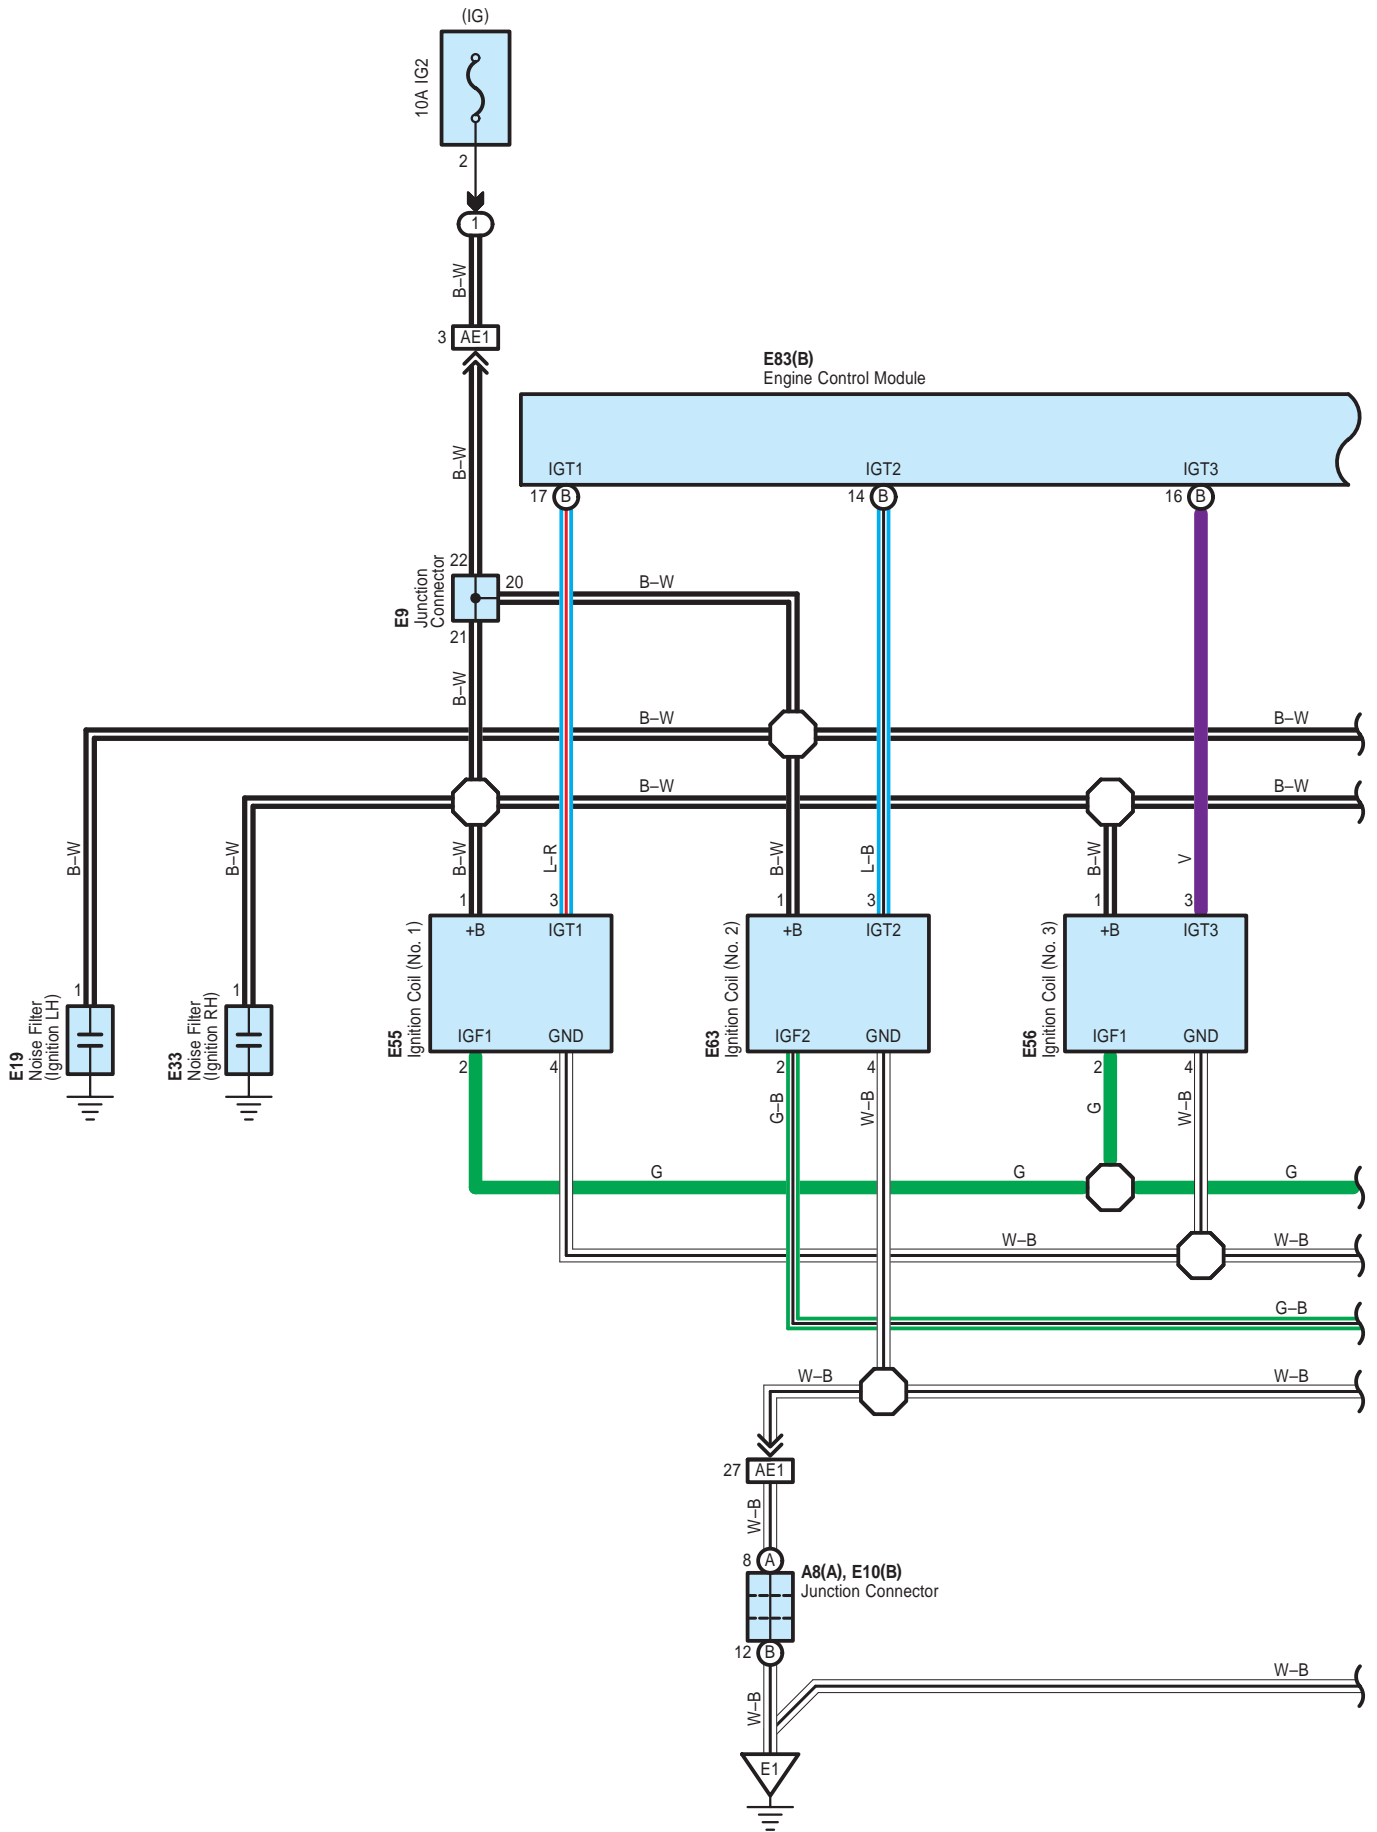 (IG)
10A IG2
2
1
B–W
3
AE1
E83(B)
Engine Control Module
B–W
IGT1
IGT2
IGT3
17
B
14
B
16
B
22
20
B–W
E9
Junction
Connector
21
B–W
B–W
B–W
B–W
B–W
B–W
B–W
B–W
L–R
B–W
L–B
B–W
V
1
3
1
3
1
3
+B
IGT1
+B
IGT2
+B
IGT3
E19
Noise Filter
(Ignition LH)
1
E33
Noise Filter
(Ignition RH)
1
E55
Ignition Coil (No. 1)
E63
Ignition Coil (No. 2)
E56
Ignition Coil (No. 3)
IGF1
GND
IGF2
GND
IGF1
GND
2
4
2
4
2
4
G–B
W–B
G
W–B
G
G
G
W–B
W–B
G–B
W–B
W–B
27
AE1
W–B
8
A
A8(A), E10(B)
Junction Connector
12
B
W–B
W–B
E1